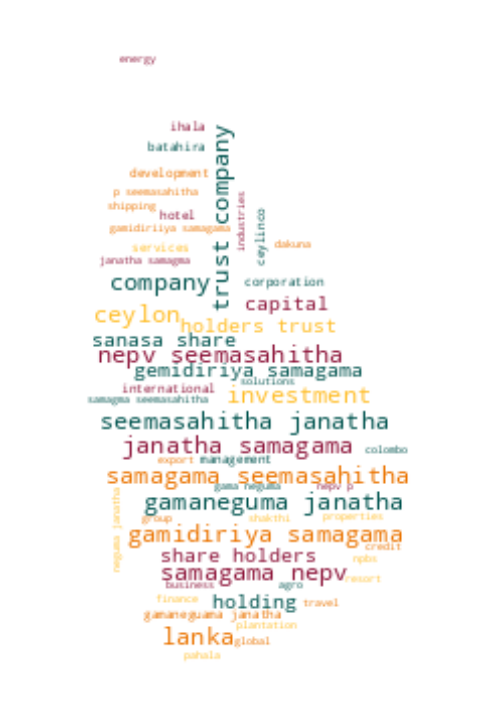 energy
ihala
batahira
trust company
development
p seemasahitha
shipping
hotel
industries
ceylinco
gamidiriiya samagama
services
dakuna
janatha samagma
company
corporation
capital
ceylon
holders trust
sanasa share
nepv seemasahitha
gemidiriya samagama
solutions
international
investment
samagma seemasahitha
seemasahitha janatha
janatha samagama
colombo
export
management
samagama seemasahitha
gama neguma
nepv p
neguma janatha
gamaneguma janatha
group
shakthi
properties
gamidiriya samagama
credit
share holders
npbs
samagama nepv
resort
business
agro
finance
holding
travel
gamaneguama janatha
plantation
lanka
global
pahala